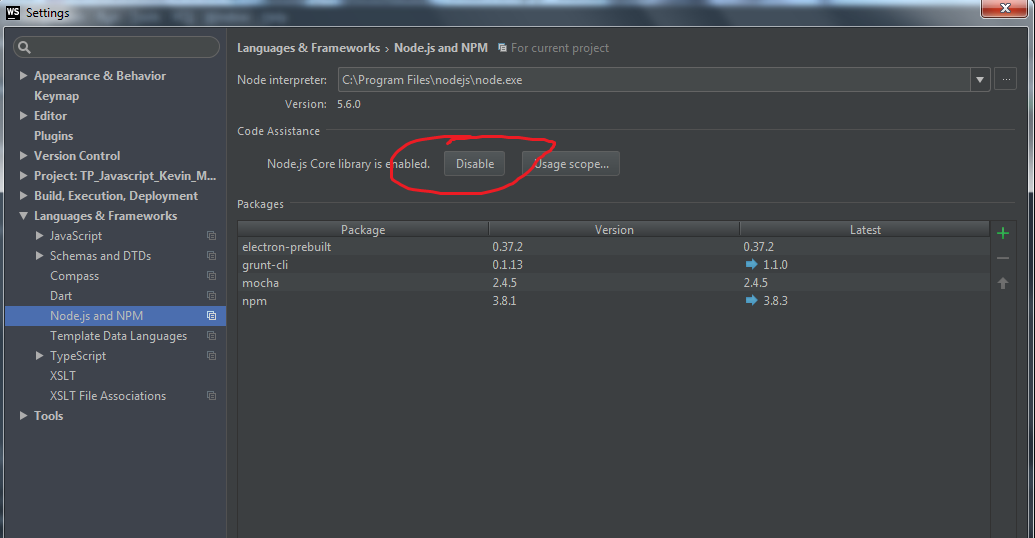 WS Settings
Languages & Frameworks › Node.js and NPM For current project
Appearance & Behavior
Keymap
Editor
Plugins
Version Control
Project: TP_Javascript_Kevin_M...
Build, Execution, Deployment
Languages & Frameworks
JavaScript
Schemas and DTDs
Compass
Dart
Node.js and NPM
Template Data Languages
TypeScript
XSLT
XSLT File Associations
Tools
Node interpreter: C:\Program Files\nodejs\node.exe ...
Version: 5.6.0
Code Assistance
Node.js Core library is enabled. Disable Usage scope...
Packages
Package Version Latest
electron-prebuilt 0.37.2 0.37.2
grunt-cli 0.1.13 1.1.0
mocha 2.4.5 2.4.5
npm 3.8.1 3.8.3